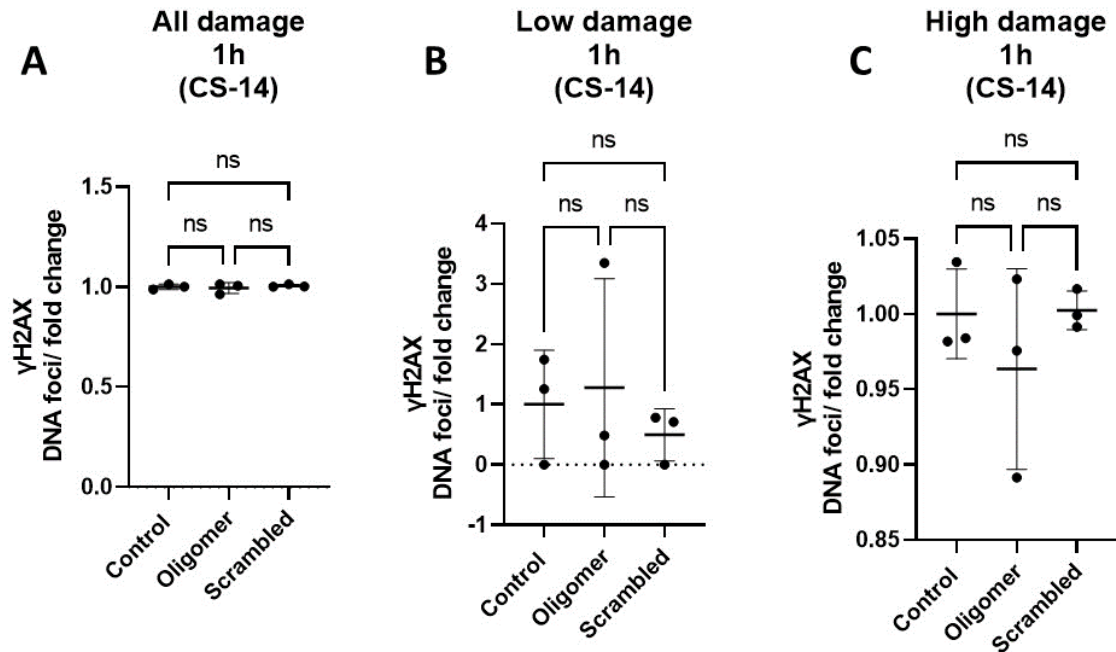 A
All damage
1h
(CS-14)
ns
ns
ns
γH2AX
DNA foci/ fold change
1.5
1.0
0.5
0.0
Control
Oligomer
Scrambled
B
Low damage
1h
(CS-14)
ns
ns
ns
γH2AX
DNA foci/ fold change
4
3
2
1
0
-1
Control
Oligomer
Scrambled
C
High damage
1h
(CS-14)
ns
ns
ns
γH2AX
DNA foci/ fold change
1.05
1.00
0.95
0.90
0.85
Control
Oligomer
Scrambled